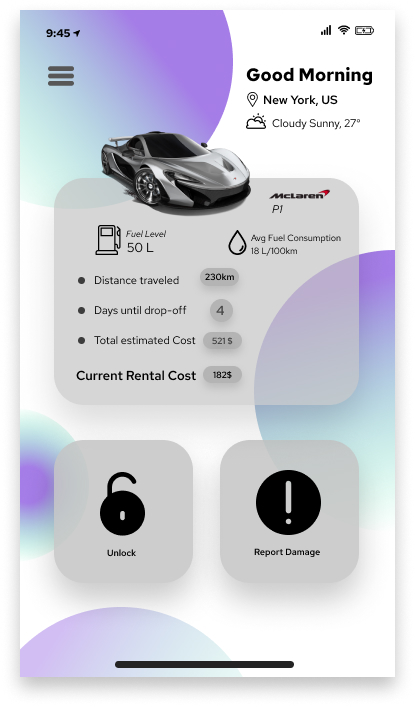 9:45
Good Morning
New York, US
Cloudy Sunny, 27°
McLaren
P1
Fuel Level
50 L
Avg Fuel Consumption
18 L/100km
Distance traveled 230km
Days until drop-off 4
Total estimated Cost 521 $
Current Rental Cost 182$
Unlock
Report Damage